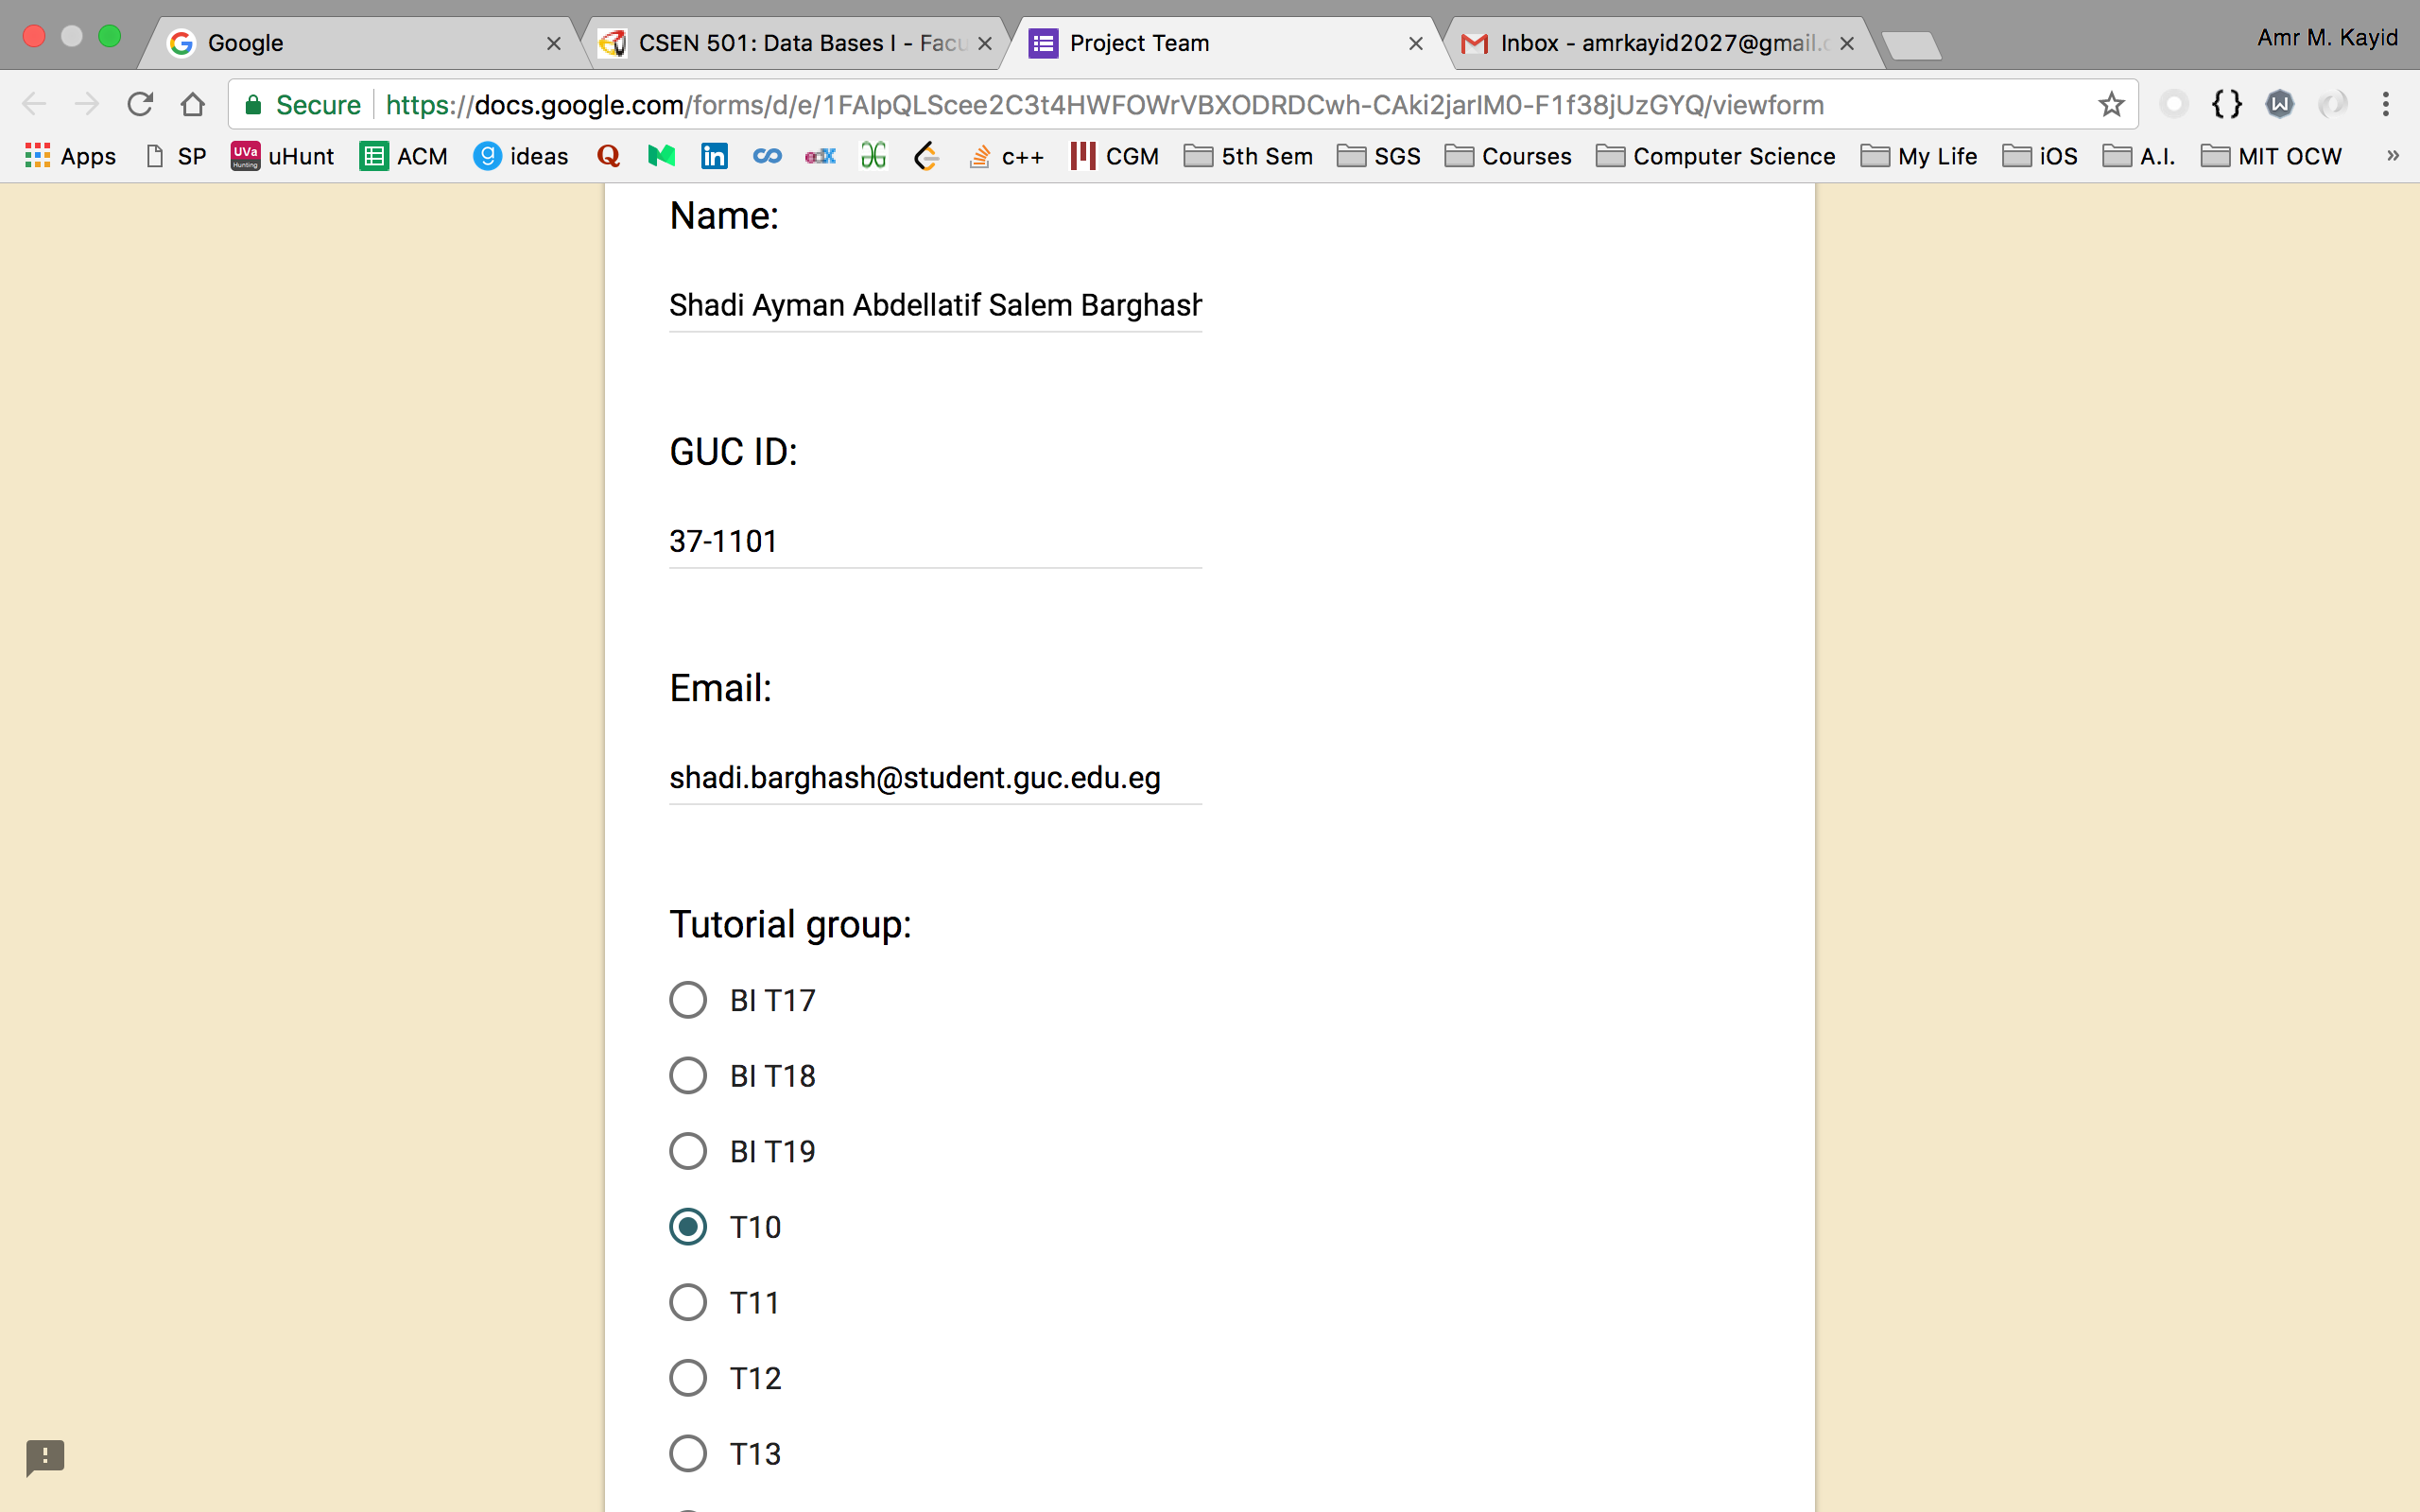 Google
CSEN 501: Data Bases I - Facu
Project Team
Inbox - amrkayid2027@gmail.c
Amr M. Kayid
Secure https://docs.google.com/forms/d/e/1FAIpQLScee2C3t4HWFOWrVBXODRDCwh-CAki2jarIM0-F1f38jUzGYQ/viewform
Apps SP uHunt ACM ideas c++ CGM 5th Sem SGS Courses Computer Science My Life iOS A.I. MIT OCW »
Name:
Shadi Ayman Abdellatif Salem Barghash
GUC ID:
37-1101
Email:
shadi.barghash@student.guc.edu.eg
Tutorial group:
BI T17
BI T18
BI T19
T10
T11
T12
T13